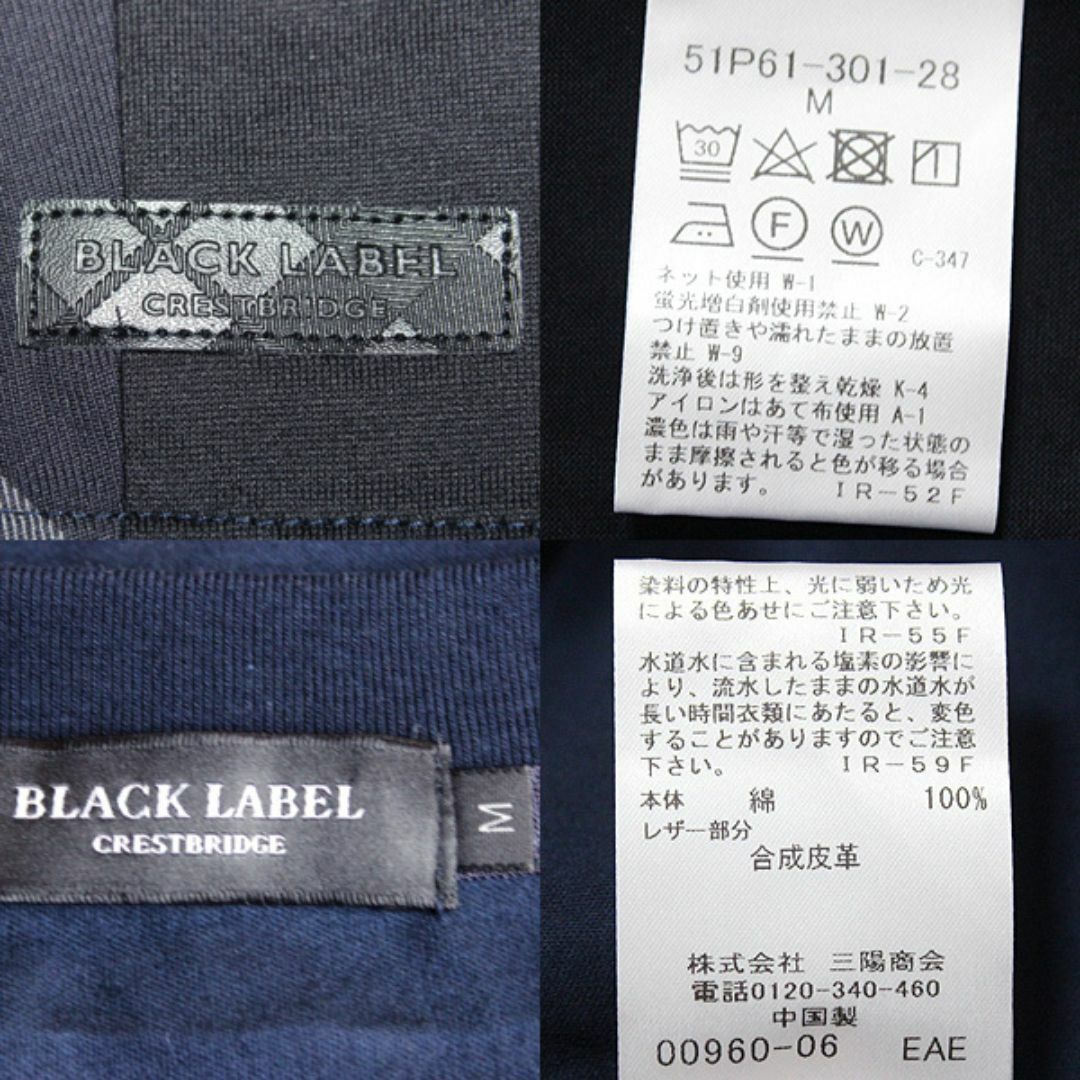 BLACK LABEL
CRESTBRIDGE
51P61-301-28
M
30
1
F
W
C-347
ネット使用 W-1
蛍光増白剤使用禁止 W-2
つけ置きや濡れたままの放置
禁止 W-9
洗浄後は形を整え乾燥 K-4
アイロンはあて布使用 A-1
濃色は雨や汗等で湿った状態の
まま摩擦されると色が移る場合
があります。 IR-52F
BLACK LABEL
CRESTBRIDGE
M
染料の特性上、光に弱いため光
による色あせにご注意下さい。
IR-55F
水道水に含まれる塩素の影響に
より、流水したままの水道水が
長い時間衣類にあたると、変色
することがありますのでご注意
下さい。 IR-59F
本体 綿 100%
レザー部分
合成皮革
株式会社 三陽商会
電話0120-340-460
中国製
00960-06 EAE